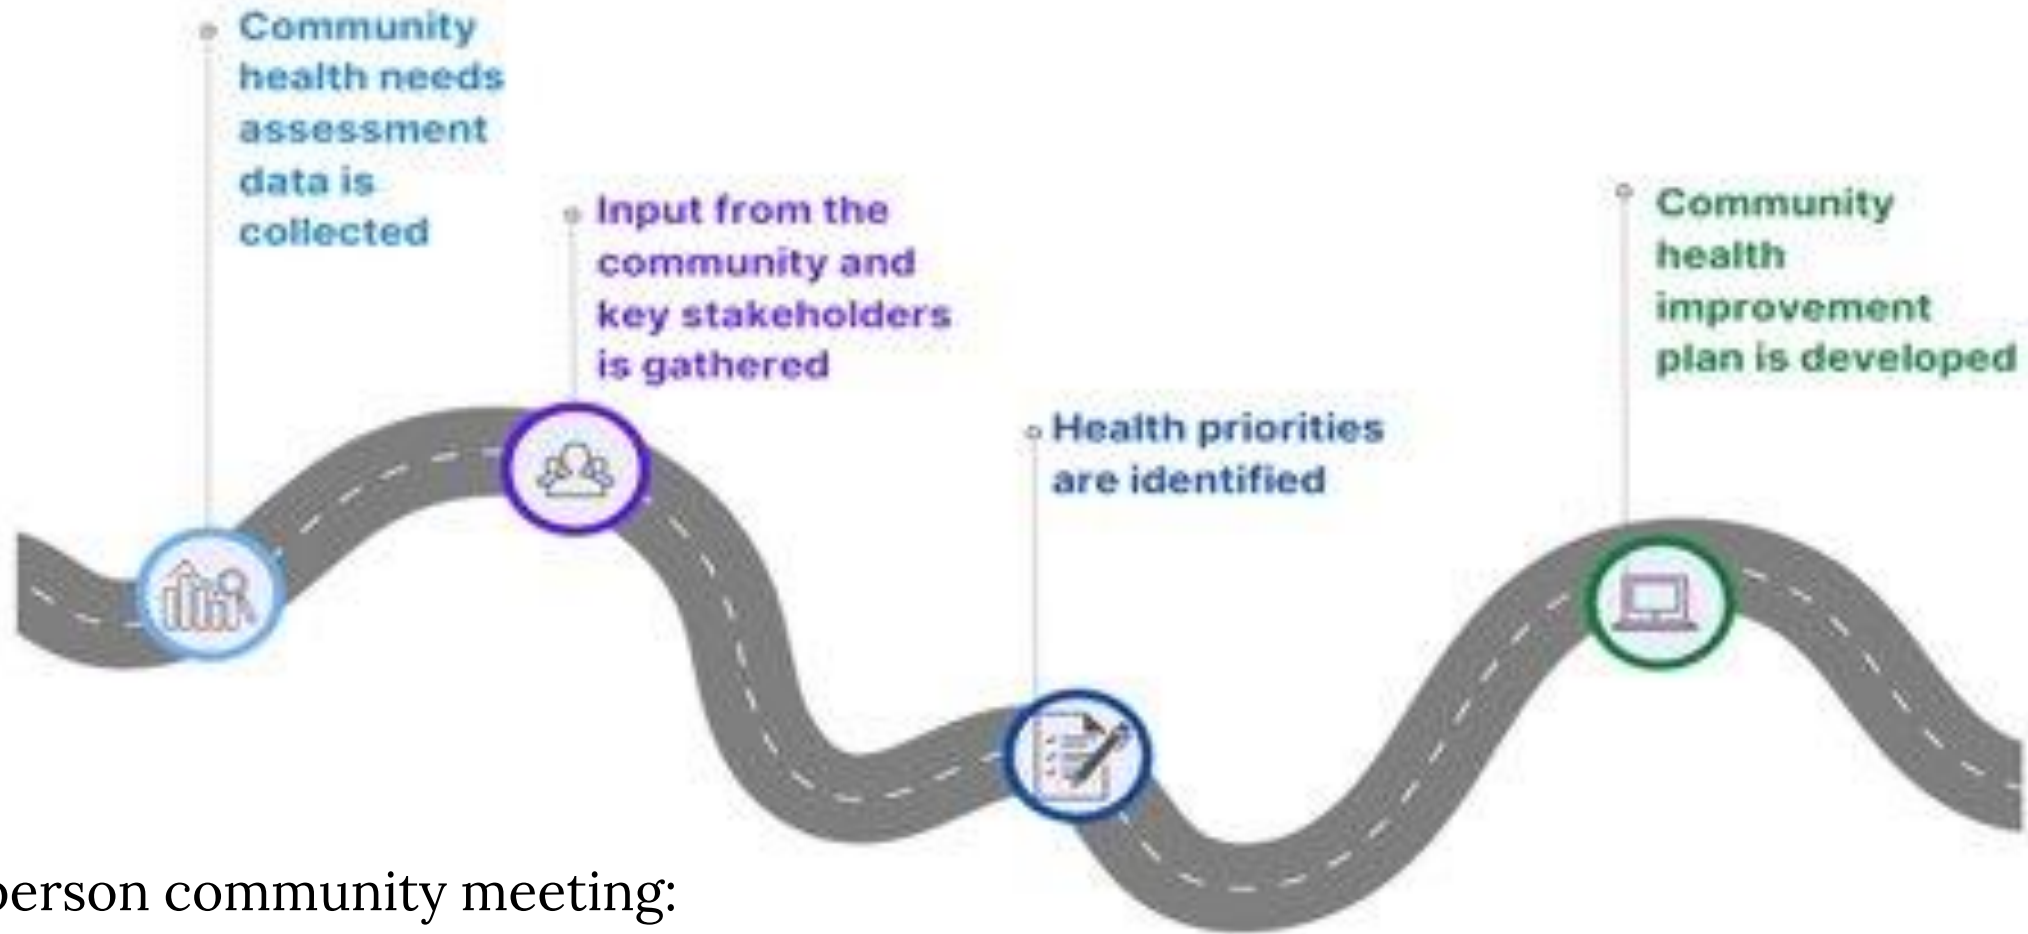 Community
health needs
assessment
data is
collected
Input from the
community and
key stakeholders
is gathered
Health priorities
are identified
Community
health
improvement
plan is developed
person community meeting: